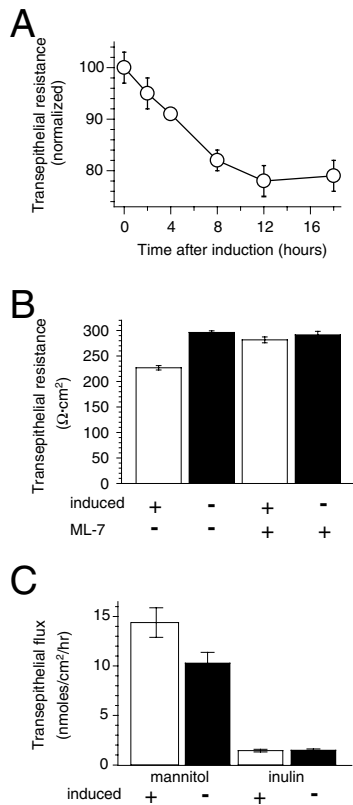 A
Transepithelial resistance
(normalized)
100
90
80
0 4 8 12 16
Time after induction (hours)
B
Transepithelial resistance
(Ω·cm²)
300
250
200
150
100
50
0
induced + - + -
ML-7 - - + +
C
Transepithelial flux
(nmoles/cm²/hr)
15
10
5
0
mannitol inulin
induced + - + -